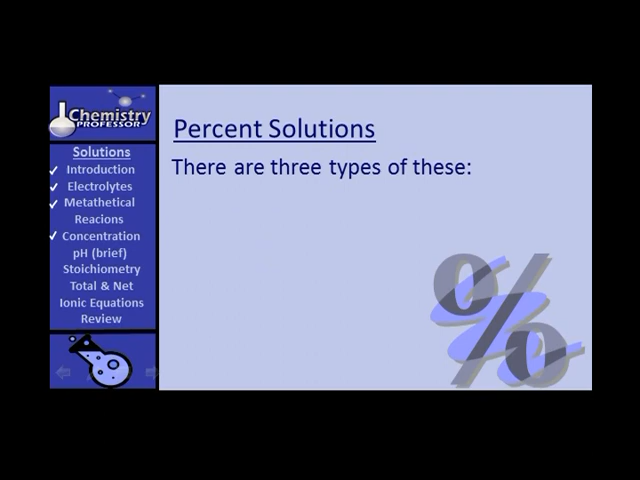 Chemistry
PROFESSOR
Solutions
Introduction
Electrolytes
Metathetical
Reacions
Concentration
pH (brief)
Stoichiometry
Total & Net
Ionic Equations
Review
Percent Solutions
There are three types of these:
%